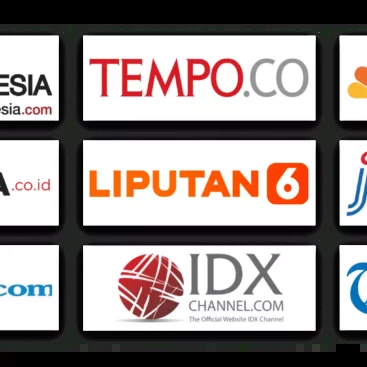 ESIA
esia.com
TEMPO.CO
A.co.id
LIPUTAN 6
com
IDX
CHANNEL.COM
The Official Website IDX Channel